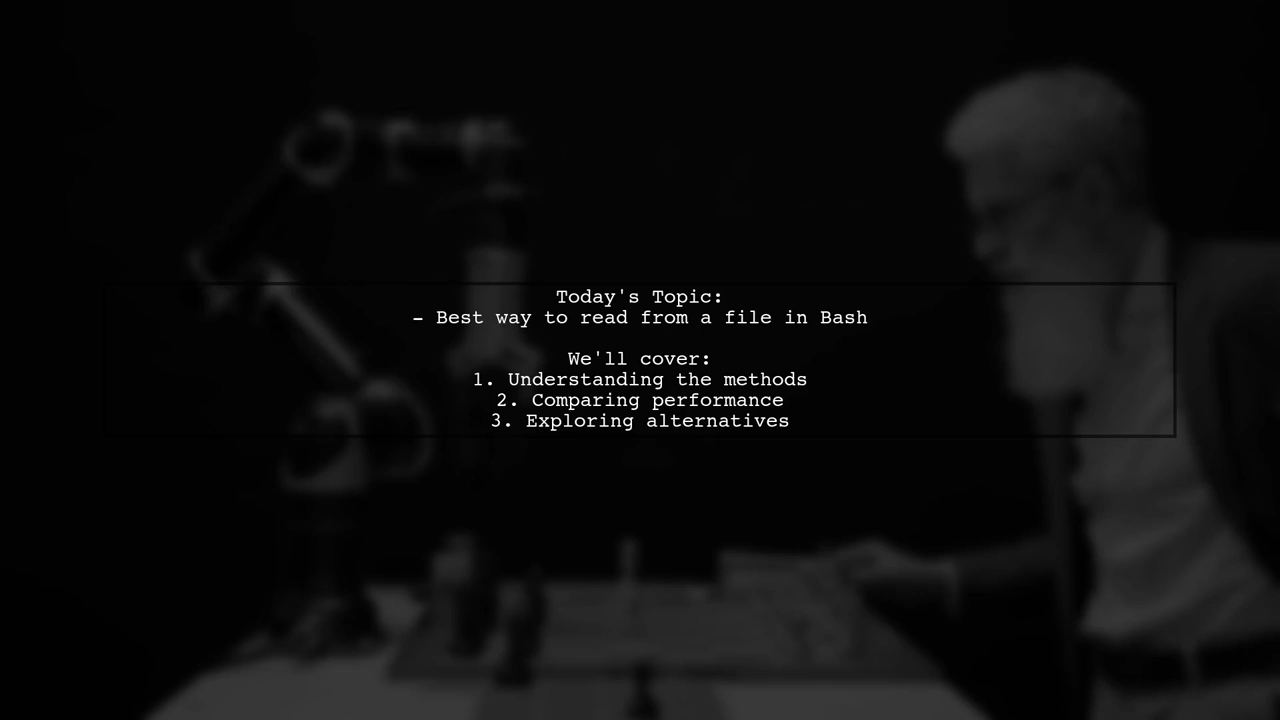 Today's Topic:
- Best way to read from a file in Bash
We'll cover:
1. Understanding the methods
2. Comparing performance
3. Exploring alternatives